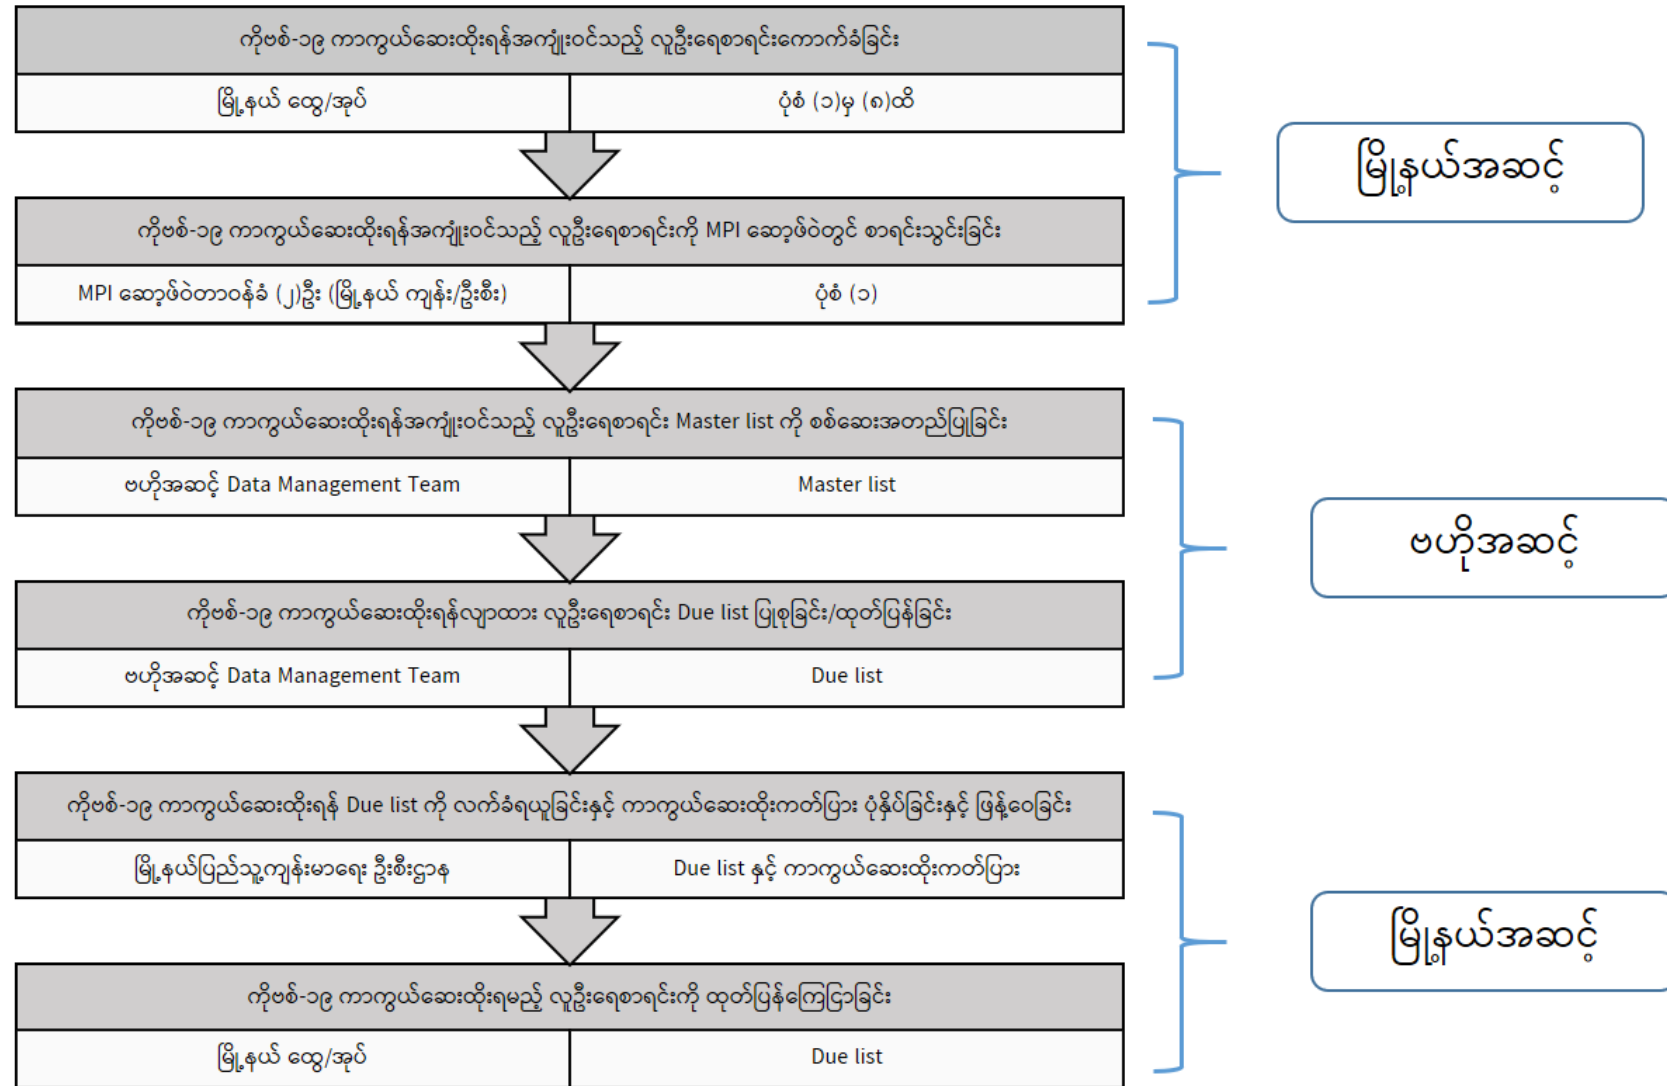 ကိုဗစ်-၁၉ ကာကွယ်ဆေးထိုးရန်အကျုံးဝင်သည့် လူဦးရေစာရင်းကောက်ခံခြင်း
မြို့နယ် ထွေ/အုပ်
ပုံစံ (၁)မှ (၈)ထိ
မြို့နယ်အဆင့်
ကိုဗစ်-၁၉ ကာကွယ်ဆေးထိုးရန်အကျုံးဝင်သည့် လူဦးရေစာရင်းကို MPI ဆော့ဖ်ဝဲတွင် စာရင်းသွင်းခြင်း
MPI ဆော့ဖ်ဝဲတာဝန်ခံ (၂)ဦး (မြို့နယ် ကျန်း/ဦးစီး)
ပုံစံ (၁)
ကိုဗစ်-၁၉ ကာကွယ်ဆေးထိုးရန်အကျုံးဝင်သည့် လူဦးရေစာရင်း Master list ကို စစ်ဆေးအတည်ပြုခြင်း
ဗဟိုအဆင့် Data Management Team
Master list
ဗဟိုအဆင့်
ကိုဗစ်-၁၉ ကာကွယ်ဆေးထိုးရန်လျာထား လူဦးရေစာရင်း Due list ပြုစုခြင်း/ထုတ်ပြန်ခြင်း
ဗဟိုအဆင့် Data Management Team
Due list
ကိုဗစ်-၁၉ ကာကွယ်ဆေးထိုးရန် Due list ကို လက်ခံရယူခြင်းနှင့် ကာကွယ်ဆေးထိုးကတ်ပြား ပုံနှိပ်ခြင်းနှင့် ဖြန့်ဝေခြင်း
မြို့နယ်ပြည်သူ့ကျန်းမာရေး ဦးစီးဌာန
Due list နှင့် ကာကွယ်ဆေးထိုးကတ်ပြား
မြို့နယ်အဆင့်
ကိုဗစ်-၁၉ ကာကွယ်ဆေးထိုးရမည့် လူဦးရေစာရင်းကို ထုတ်ပြန်ကြေငြာခြင်း
မြို့နယ် ထွေ/အုပ်
Due list